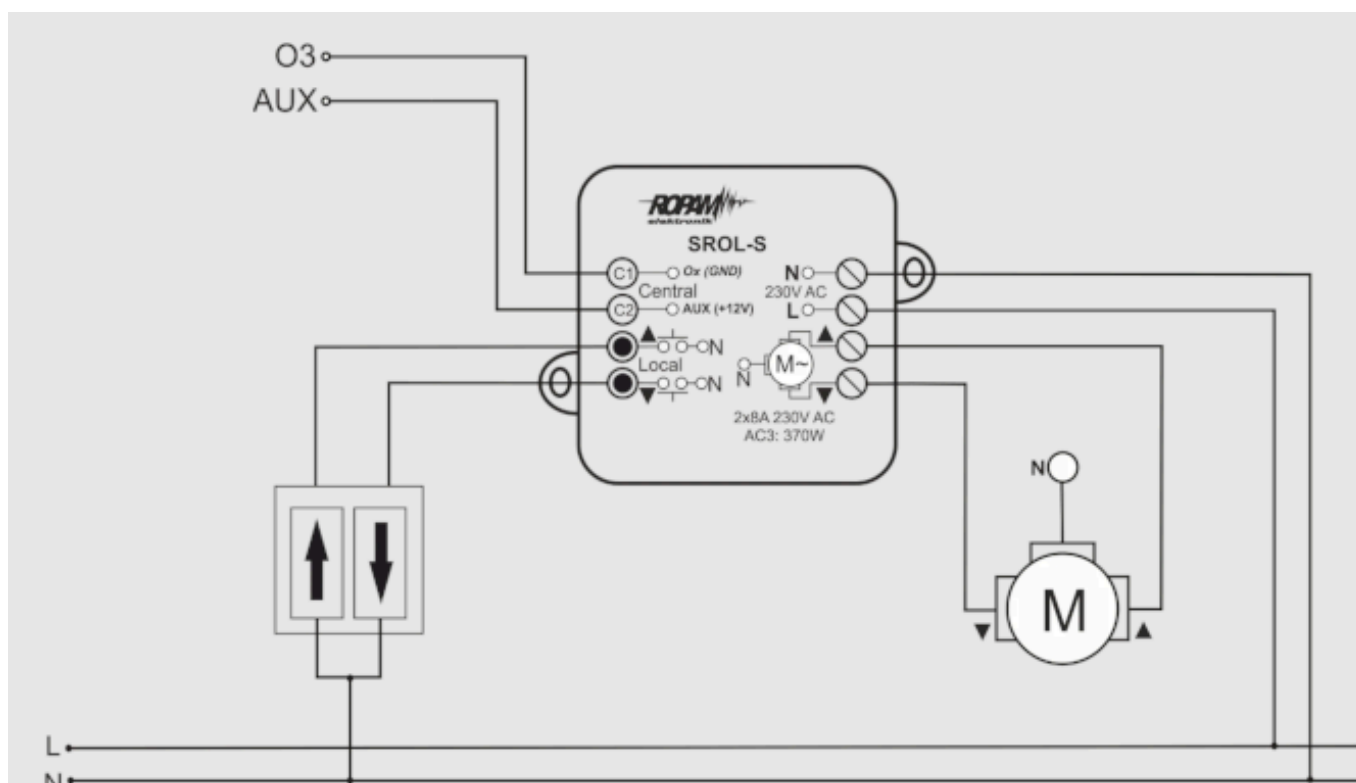 O3
AUX
ROPAM
elektronik
SROL-S
C1 Ox (GND)
Central
C2 AUX (+12V)
▲ N
Local
▼ N
N
230V AC
L
▲
N M~
▼
2x8A 230V AC
AC3: 370W
N
M
▼ ▲
L
N